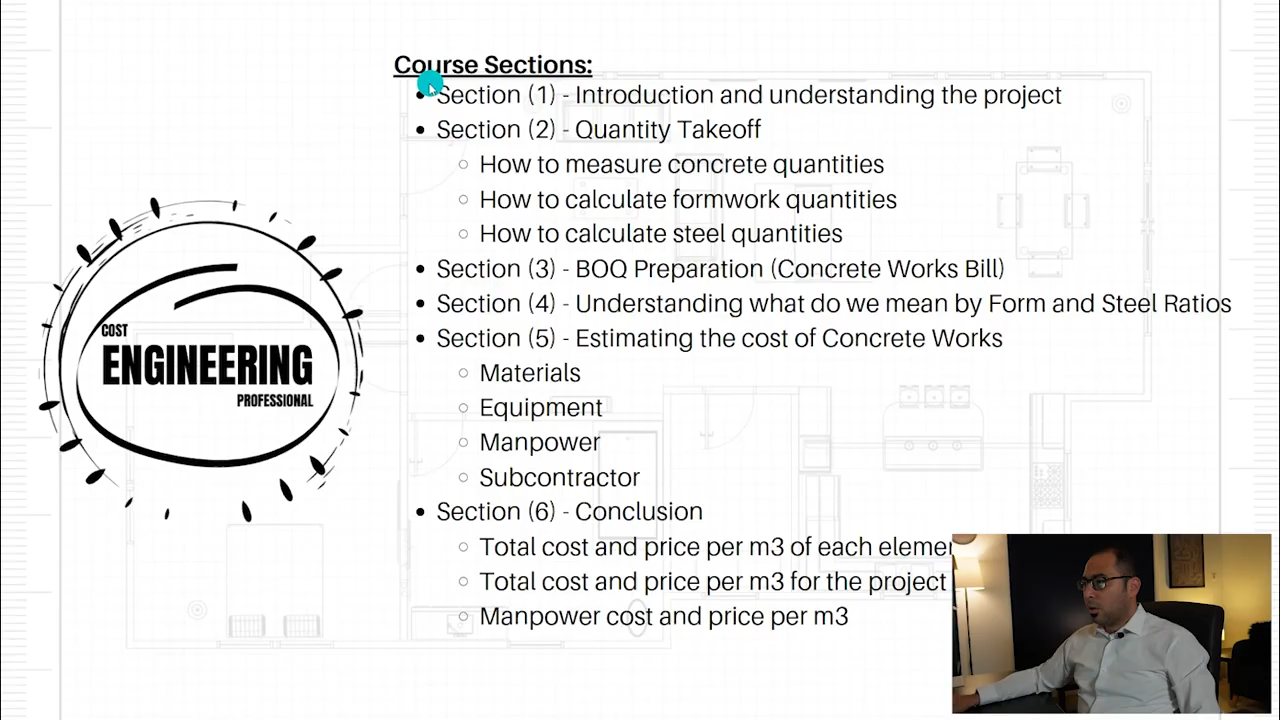 Course Sections:
Section (1) - Introduction and understanding the project
Section (2) - Quantity Takeoff
How to measure concrete quantities
How to calculate formwork quantities
How to calculate steel quantities
Section (3) - BOQ Preparation (Concrete Works Bill)
Section (4) - Understanding what do we mean by Form and Steel Ratios
Section (5) - Estimating the cost of Concrete Works
Materials
Equipment
Manpower
Subcontractor
Section (6) - Conclusion
Total cost and price per m3 of each
Total cost and price per m3 for the project
Manpower cost and price per m3
COST
ENGINEERING
PROFESSIONAL